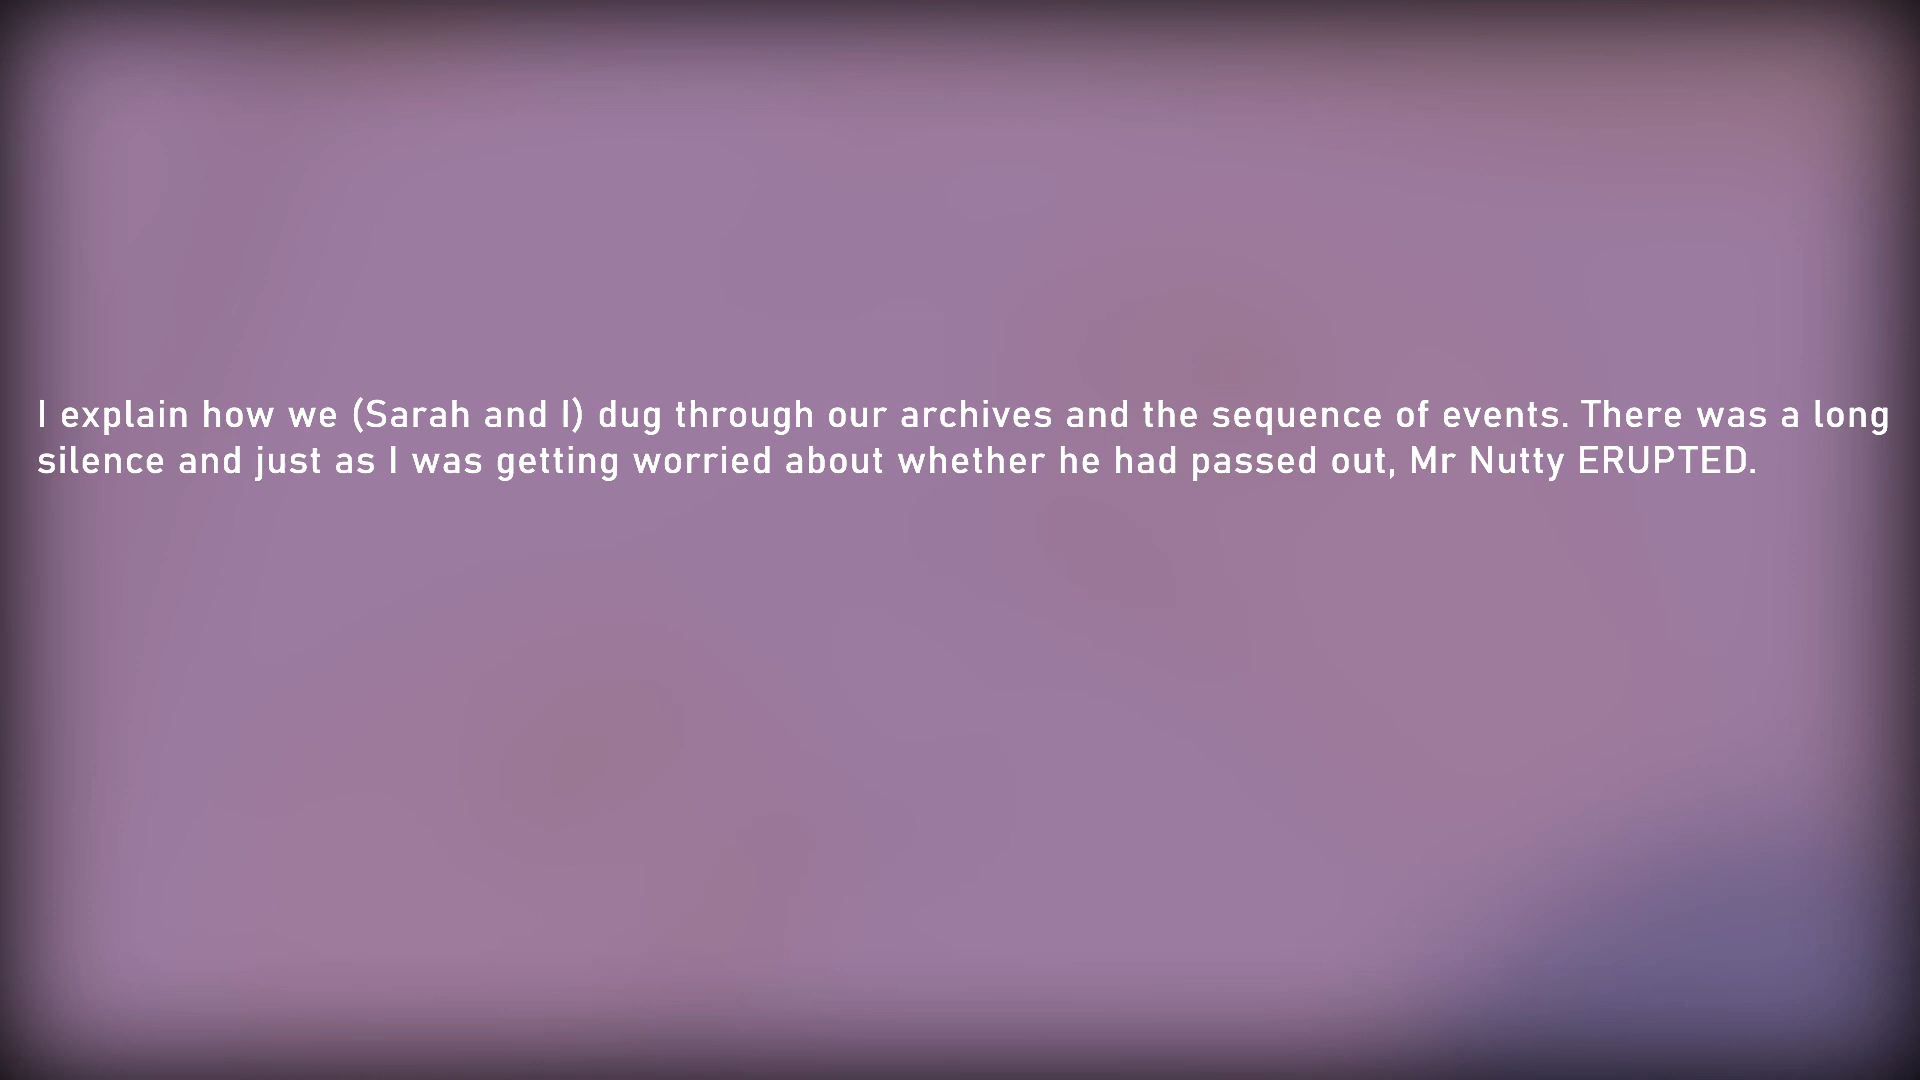 I explain how we (Sarah and I) dug through our archives and the sequence of events. There was a long
silence and just as I was getting worried about whether he had passed out, Mr Nutty ERUPTED.